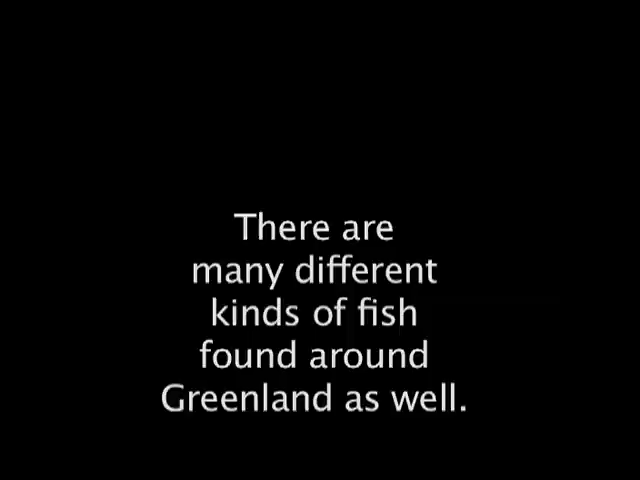 There are
many different
kinds of fish
found around
Greenland as well.